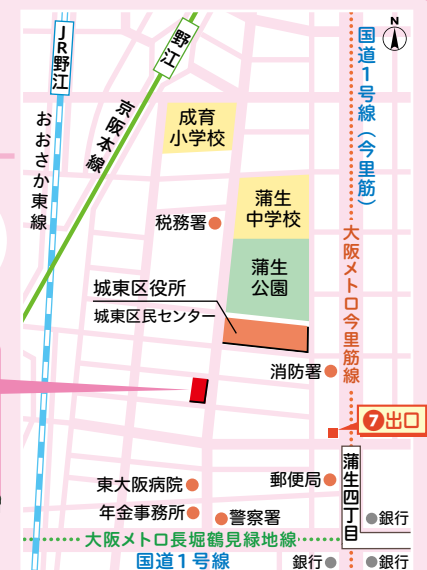 N
JR野江
野江
京阪本線
おおさか東線
国道1号線（今里筋）
成育
小学校
蒲生
中学校
税務署
蒲生
公園
大阪メトロ今里筋線
城東区役所
城東区民センター
消防署
7出口
蒲生四丁目
東大阪病院
郵便局
年金事務所
警察署
銀行
大阪メトロ長堀鶴見緑地線
国道1号線
銀行
銀行